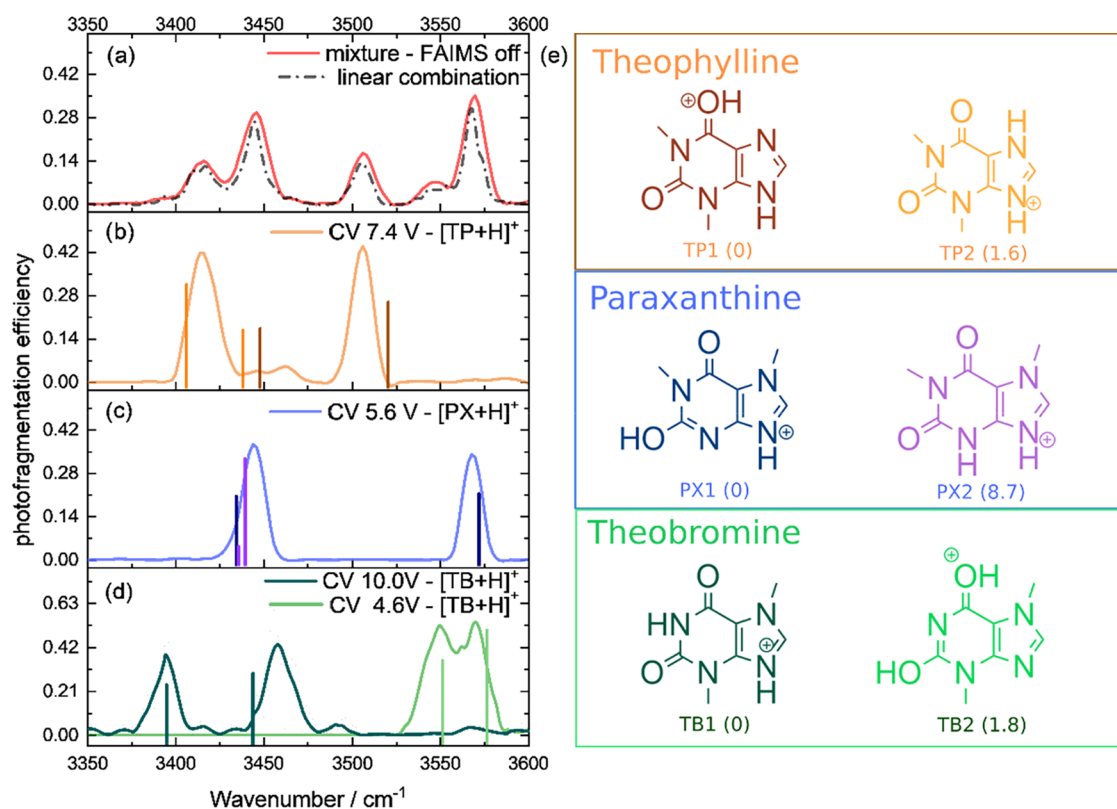 3350 3400 3450 3500 3550 3600
(a)
mixture - FAIMS off
linear combination
0.42
0.28
0.14
0.00
(b)
CV 7.4 V - [TP+H]+
0.42
0.28
0.14
0.00
(c)
CV 5.6 V - [PX+H]+
0.42
0.28
0.14
0.00
(d)
CV 10.0V - [TB+H]+
CV 4.6V - [TB+H]+
0.63
0.42
0.21
0.00
photofragmentation efficiency
3350 3400 3450 3500 3550 3600
Wavenumber / cm-1
(e)
Theophylline
⊕OH
O
N
N
N
N
H
O
TP1 (0)
O
H
N
N
N
N
⊕
H
O
TP2 (1.6)
Paraxanthine
O
N
N
N
N
⊕
H
HO
PX1 (0)
O
N
N
N
H
N
⊕
H
O
PX2 (8.7)
Theobromine
O
HN
N
N
N
⊕
H
O
TB1 (0)
⊕
OH
N
N
N
N
HO
TB2 (1.8)